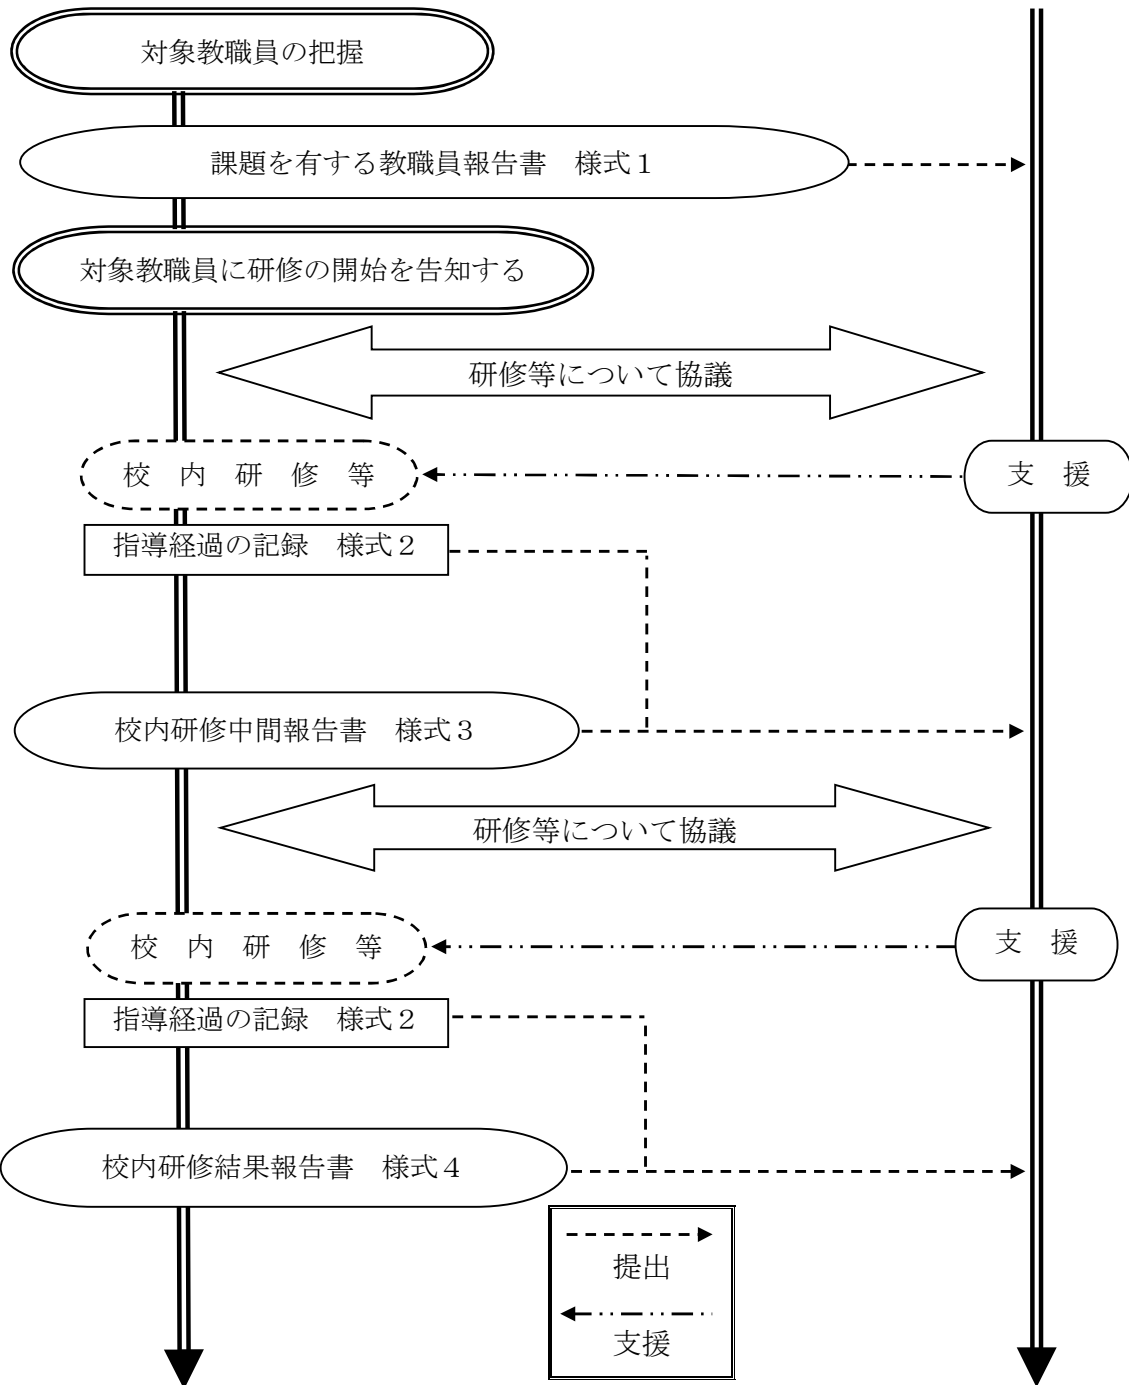 対象教職員の把握
課題を有する教職員報告書　様式１
対象教職員に研修の開始を告知する
研修等について協議
校　内　研　修　等
支　援
指導経過の記録　様式２
校内研修中間報告書　様式３
研修等について協議
校　内　研　修　等
支　援
指導経過の記録　様式２
校内研修結果報告書　様式４
提出
支援